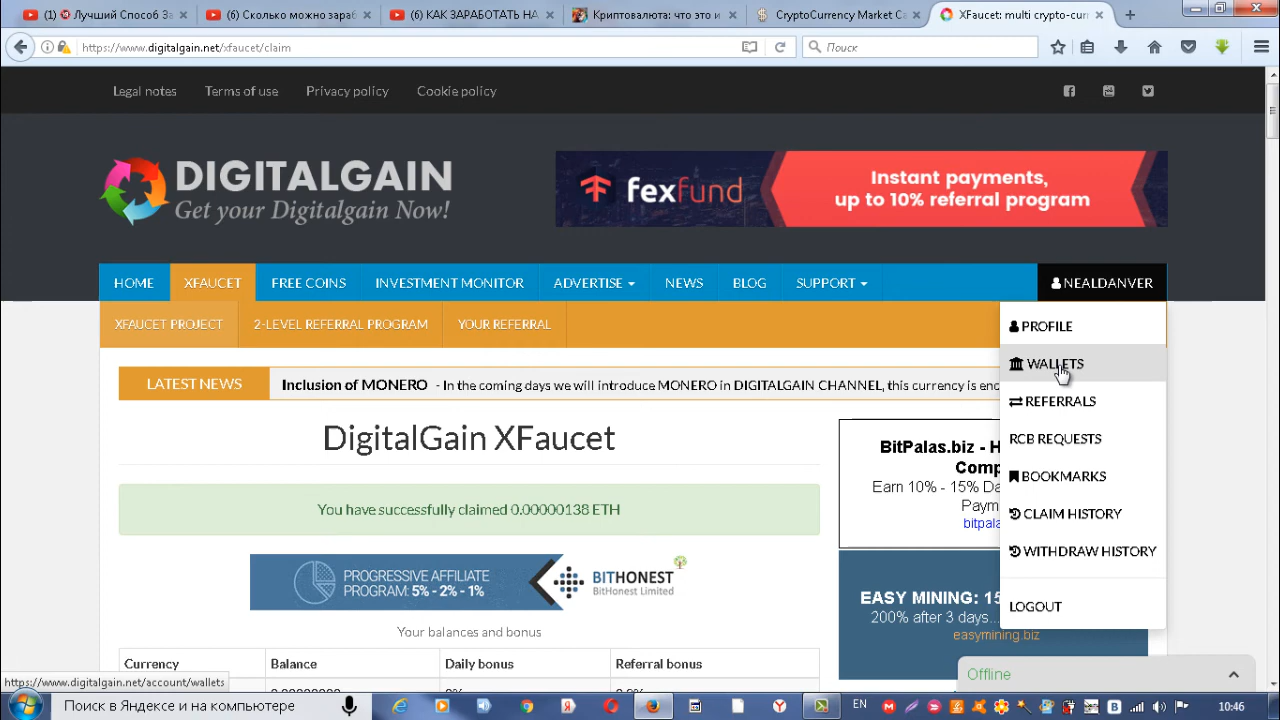 (1) Лучший Способ За
(6) сколько можно зараб
(6) КАК ЗАРАБОТАТЬ НА
Криптовалюта: что это и
CryptoCurrency Market Ca
XFaucet: multi crypto-curr
https://www.digitalgain.net/xfaucet/claim
Поиск
Legal notes
Terms of use
Privacy policy
Cookie policy
DIGITALGAIN
Get your Digitalgain Now!
fexfund
Instant payments,
up to 10% referral program
HOME
XFAUCET
FREE COINS
INVESTMENT MONITOR
ADVERTISE
NEWS
BLOG
SUPPORT
NEALDANVER
XFAUCET PROJECT
2-LEVEL REFERRAL PROGRAM
YOUR REFERRAL
PROFILE
WALLETS
REFERRALS
RCB REQUESTS
BOOKMARKS
CLAIM HISTORY
WITHDRAW HISTORY
LOGOUT
LATEST NEWS
Inclusion of MONERO - In the coming days we will introduce MONERO in DIGITALGAIN CHANNEL, this currency is enc
DigitalGain XFaucet
You have successfully claimed 0.00000138 ETH
PROGRESSIVE AFFILIATE
PROGRAM: 5% - 2% - 1%
BITHONEST
BitHonest Limited
Your balances and bonus
Currency
Balance
Daily bonus
Referral bonus
BitPalas.biz - H
Comp
Earn 10% - 15% Da
Paym
bitpala
EASY MINING: 15
200% after 3 days...
easymining.biz
Offline
https://www.digitalgain.net/account/wallets
Поиск в Яндексе и на компьютере
EN
10:46